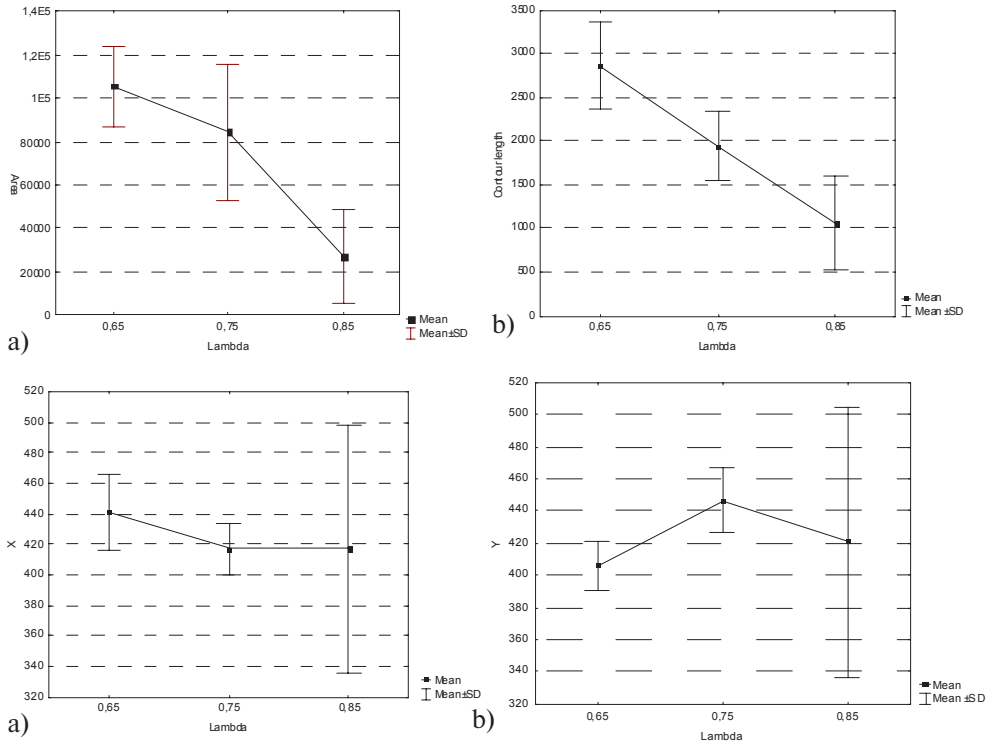 1,4E5
1,2E5
1E5
80000
60000
40000
20000
0
Area
0,65
0,75
0,85
Lambda
Mean
Mean±SD
a)
3500
3000
2500
2000
1500
1000
500
0
Contour length
0,65
0,75
0,85
Lambda
Mean
Mean±SD
b)
520
500
480
460
440
420
400
380
360
340
320
X
0,65
0,75
0,85
Lambda
Mean
Mean±SD
a)
520
500
480
460
440
420
400
380
360
340
320
Y
0,65
0,75
0,85
Lambda
Mean
Mean±SD
b)